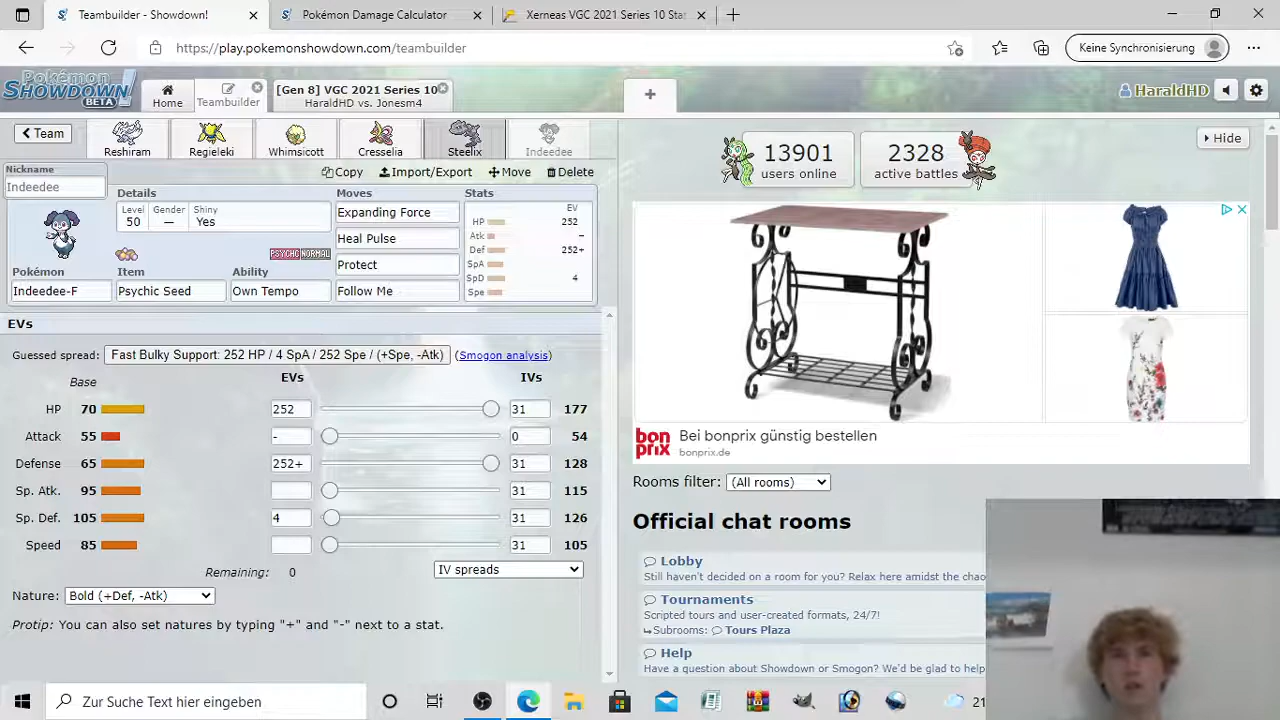 Teambuilder - Showdown!
Pokémon Damage Calculator
Xerneas VGC 2021 Series 10 Stat
https://play.pokemonshowdown.com/teambuilder
Keine Synchronisierung
Pokémon
SHOWDOWN
BETA
Home
Teambuilder
[Gen 8] VGC 2021 Series 10
HaraldHD vs. Jonesm4
HaraldHD
Team
Reshiram
Regieleki
Whimsicott
Cresselia
Steelix
Indeedee
Nickname
Indeedee
Copy
Import/Export
Move
Delete
Details
Level
50
Gender
—
Shiny
Yes
PSYCHIC NORMAL
Pokémon
Indeedee-F
Item
Psychic Seed
Ability
Own Tempo
Moves
Expanding Force
Heal Pulse
Protect
Follow Me
Stats
EV
HP 252
Atk –
Def 252+
SpA
SpD 4
Spe
EVs
Guessed spread: Fast Bulky Support: 252 HP / 4 SpA / 252 Spe / (+Spe, -Atk) (Smogon analysis)
Base EVs IVs
HP 70 252 31 177
Attack 55 - 0 54
Defense 65 252+ 31 128
Sp. Atk. 95 31 115
Sp. Def. 105 4 31 126
Speed 85 31 105
Remaining: 0
IV spreads
Nature: Bold (+Def, -Atk)
Protip: You can also set natures by typing "+" and "-" next to a stat.
13901
users online
2328
active battles
Hide
bon
prix
Bei bonprix günstig bestellen
bonprix.de
Rooms filter: (All rooms)
Official chat rooms
Lobby
Still haven't decided on a room for you? Relax here amidst the chao
Tournaments
Scripted tours and user-created formats, 24/7!
Subrooms: Tours Plaza
Help
Have a question about Showdown or Smogon? We'd be glad to help
Zur Suche Text hier eingeben
21